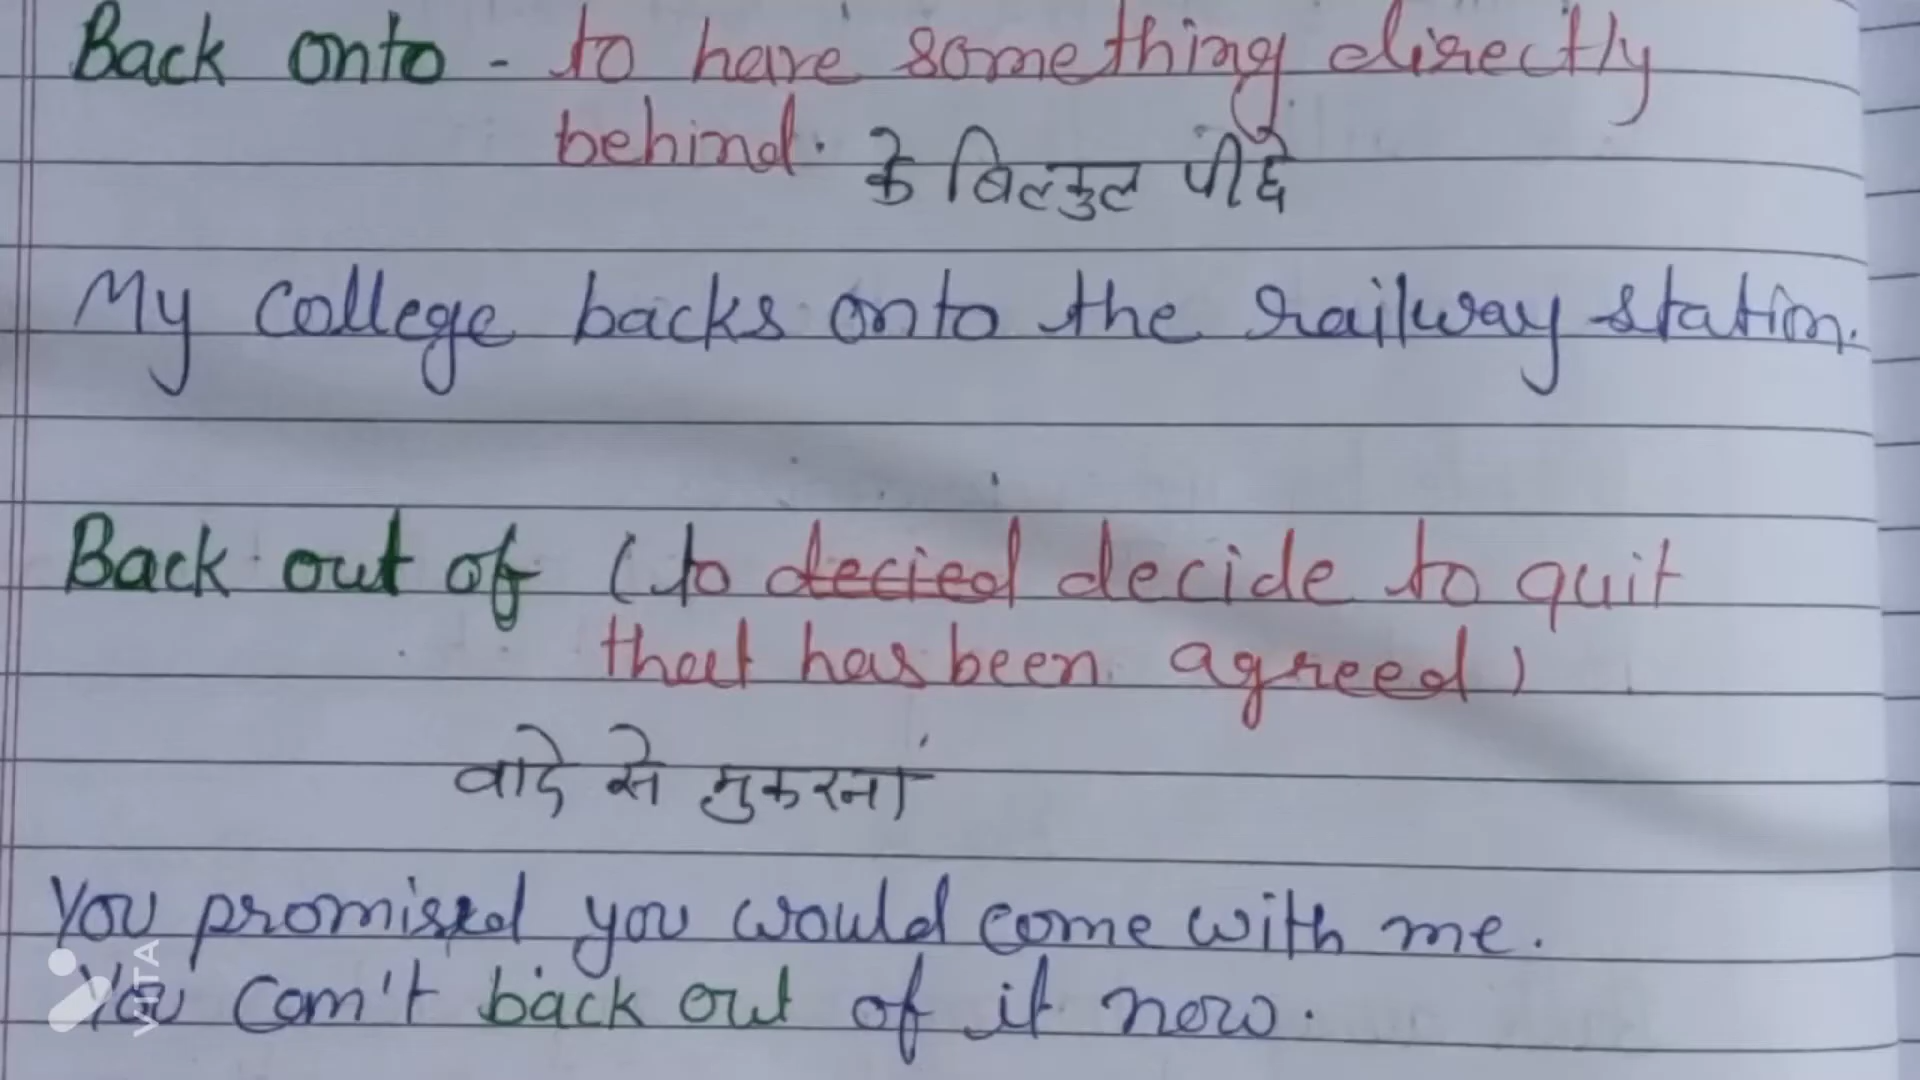 Back onto - to have something directly
behind. के बिल्कुल पीछे
My college backs onto the railway station.
Back out of ( to decied decide to quit
that has been agreed )
वादे से मुकरना
You promised you would come with me.
You can't back out of it now.
VITA